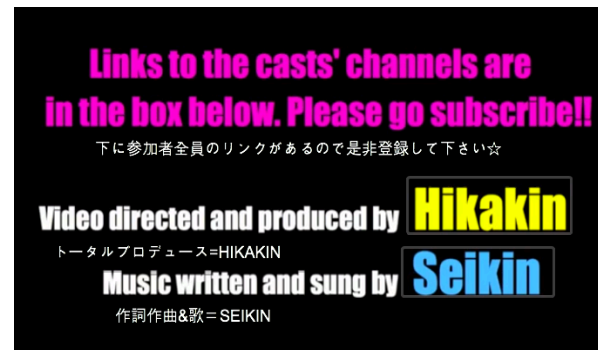 Links to the casts' channels are
in the box below. Please go subscribe!!
下に参加者全員のリンクがあるので是非登録して下さい☆
Video directed and produced by Hikakin
トータルプロデュース=HIKAKIN
Music written and sung by Seikin
作詞作曲&歌＝SEIKIN